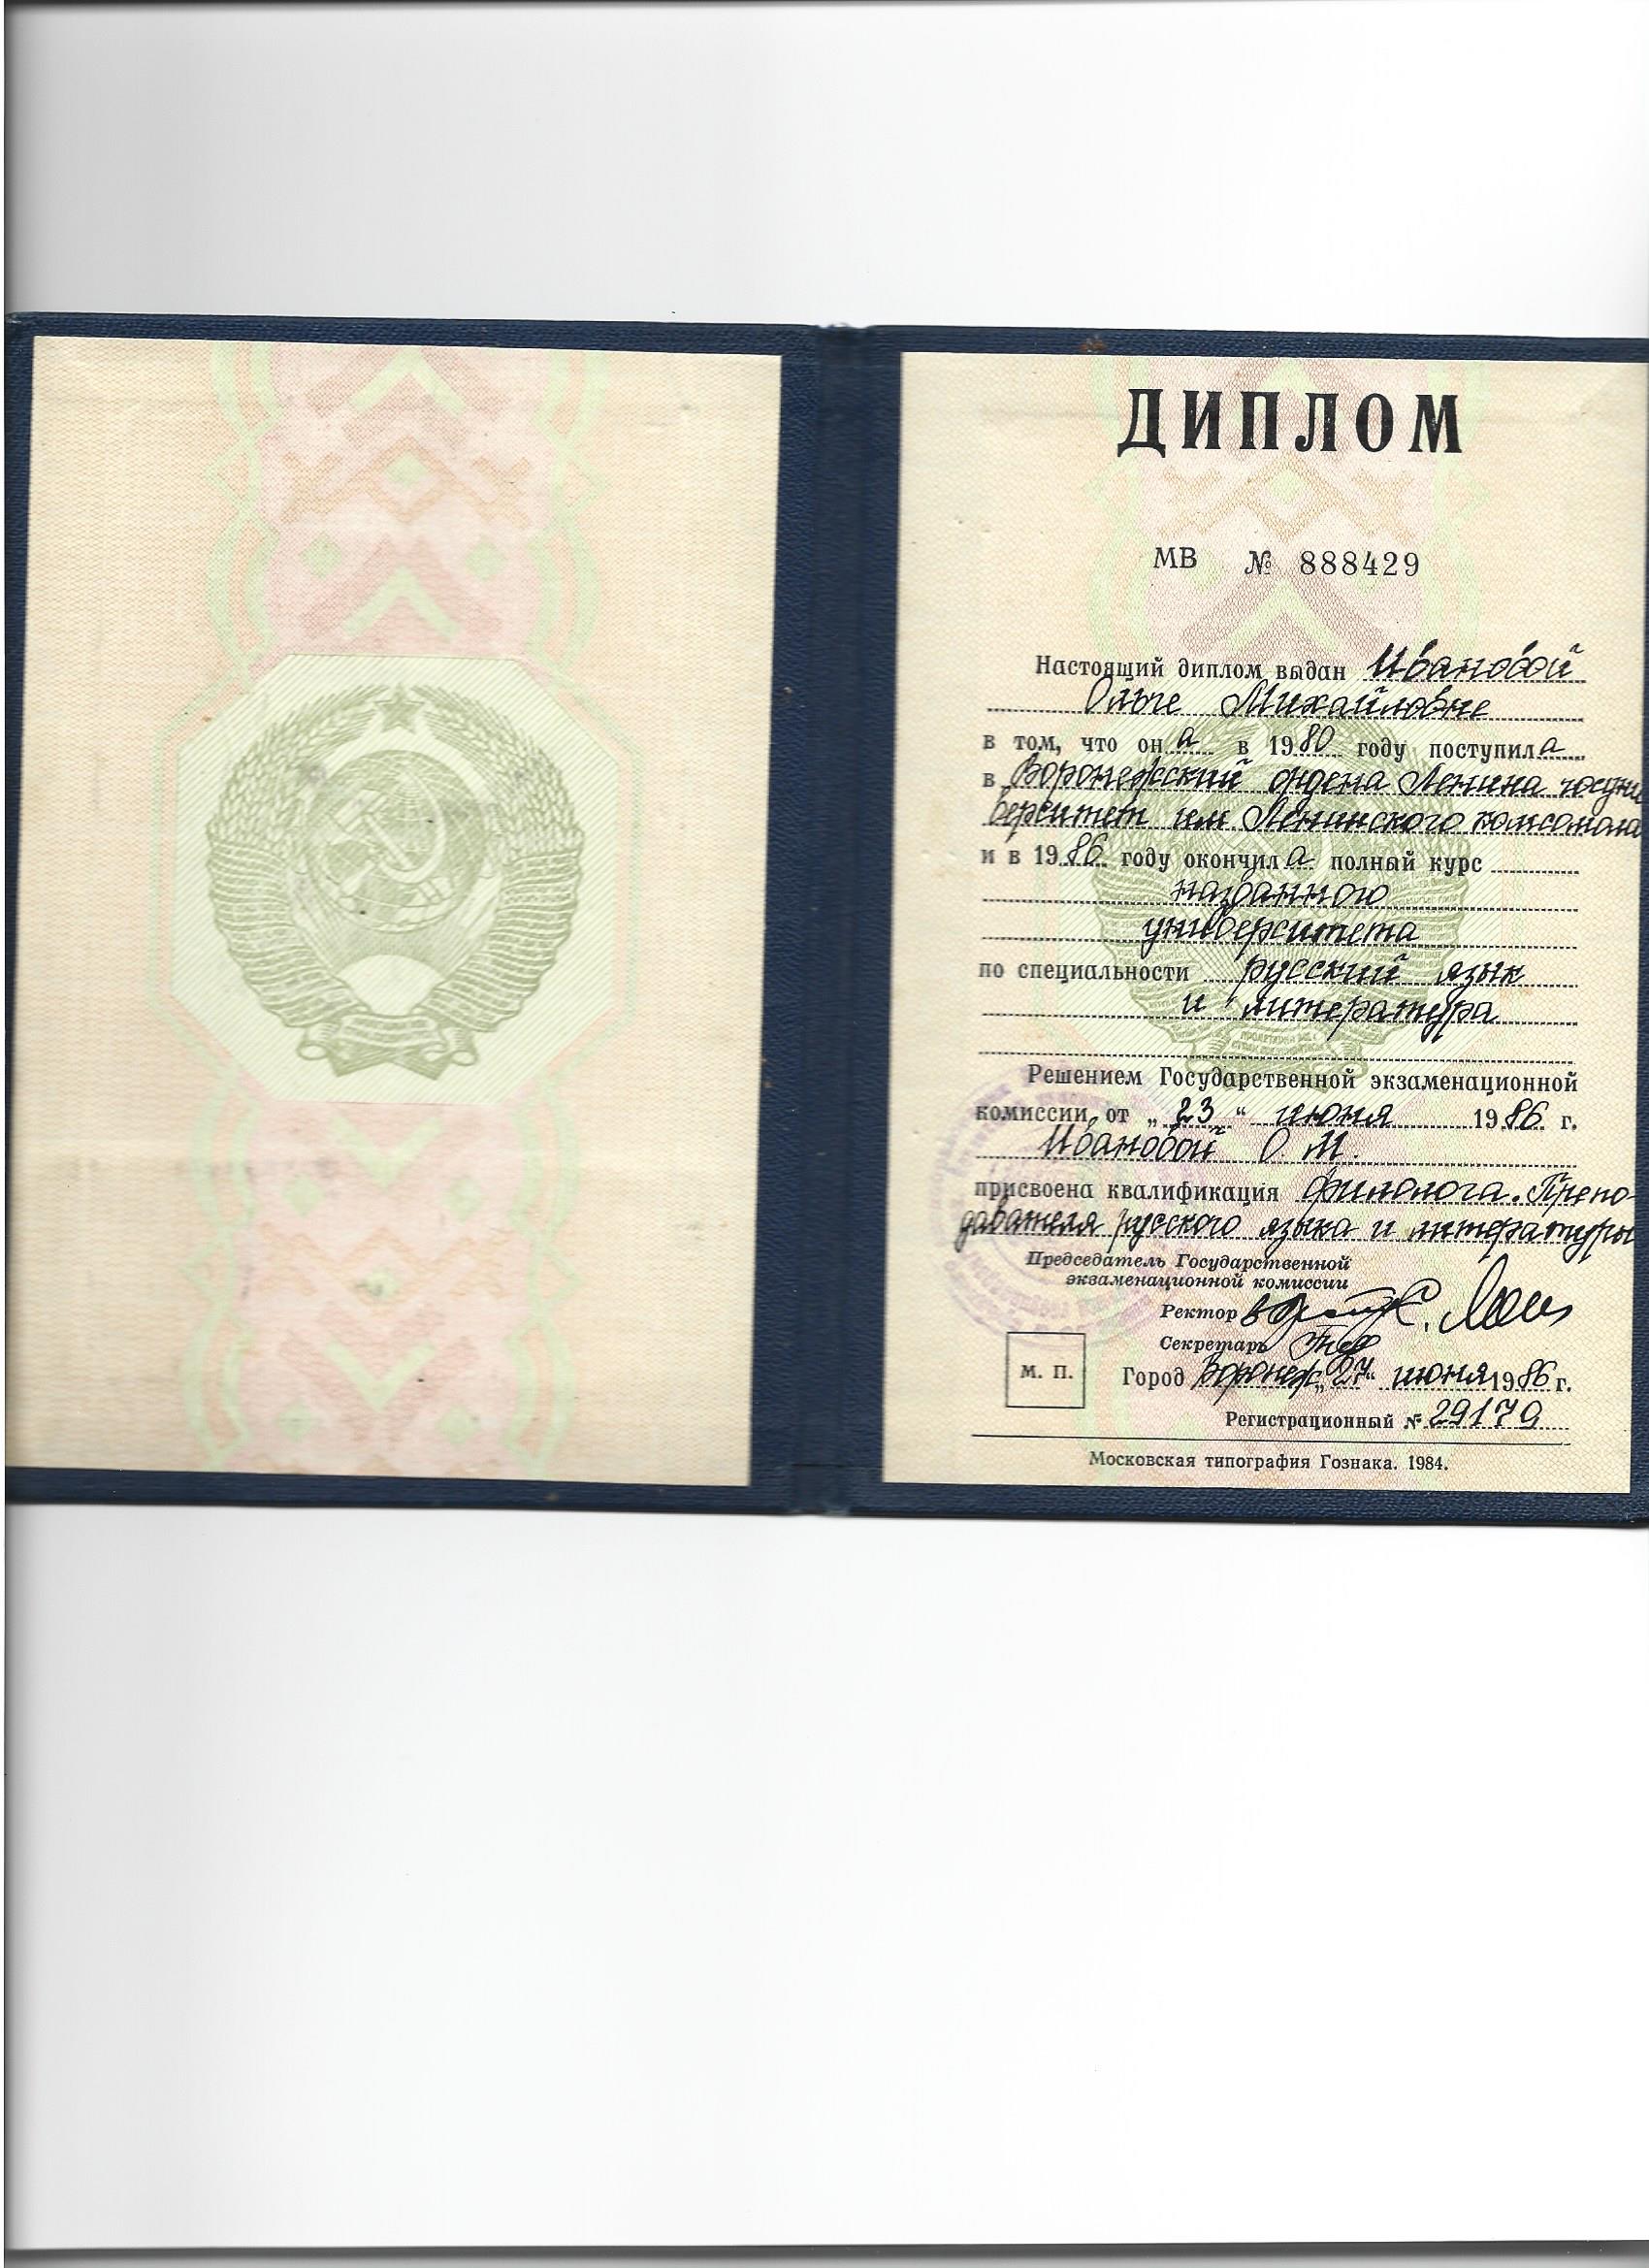 ДИПЛОМ
МВ № 888429
Настоящий диплом выдан Ивановой
Ольге Михайловне
в том, что он а в 1980 году поступила
в Воронежский ордена Ленина госуни
верситет им Ленинского комсомола
и в 1986 году окончила полный курс
названного
университета
по специальности русский язык
и литература
Решением Государственной экзаменационной
комиссии от „23“ июня 1986 г.
Ивановой О. М.
присвоена квалификация филолога. Препо-
давателя русского языка и литературы
Председатель Государственной
экзаменационной комиссии
Ректор
Секретарь
М. П.
Город Воронеж „27“ июня 1986 г.
Регистрационный № 29179
Московская типография Гознака. 1984.